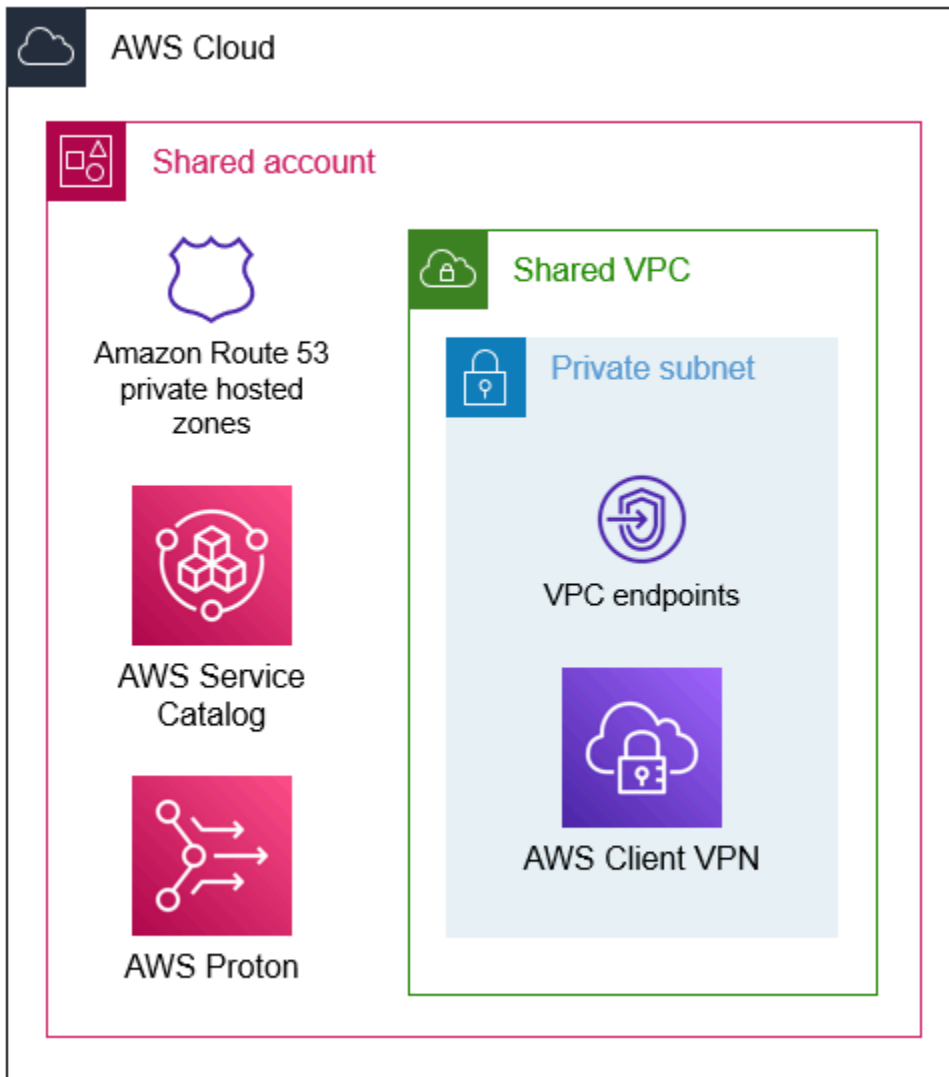 AWS Cloud
Shared account
Amazon Route 53
private hosted
zones
AWS Service
Catalog
AWS Proton
Shared VPC
Private subnet
VPC endpoints
AWS Client VPN